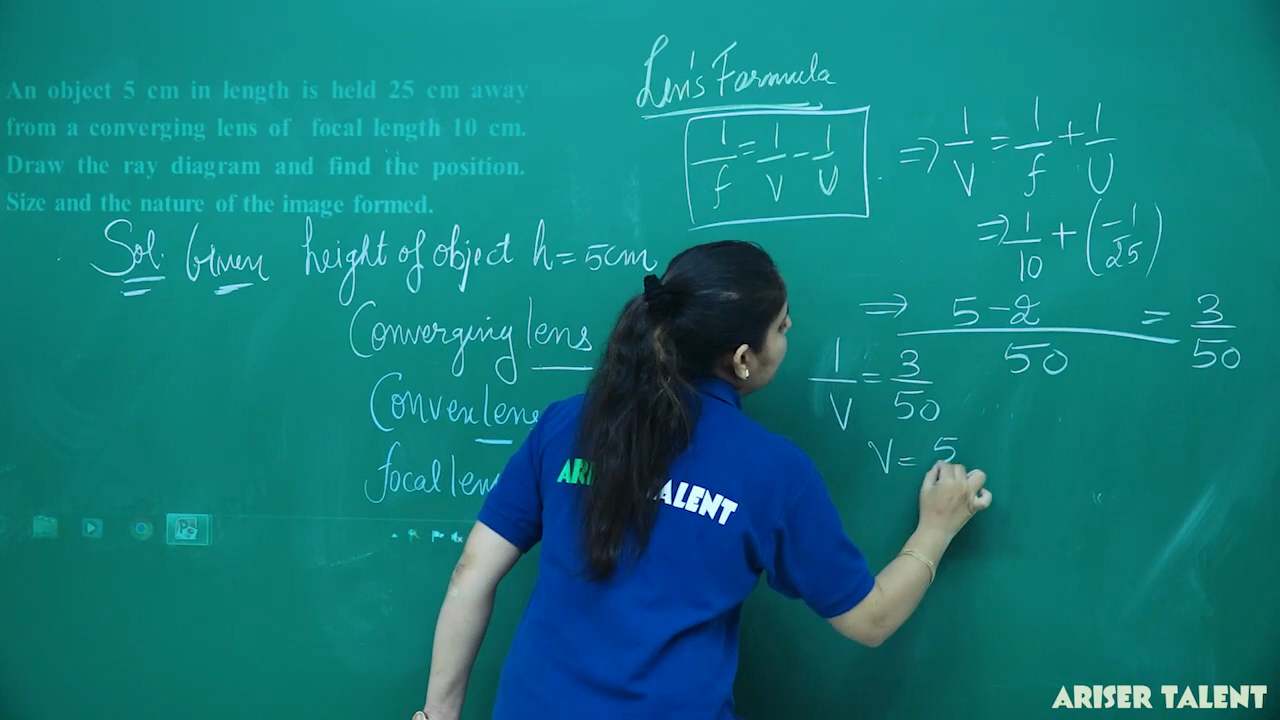 An object 5 cm in length is held 25 cm away
from a converging lens of focal length 10 cm.
Draw the ray diagram and find the position.
Size and the nature of the image formed.
Sol. Given height of object h = 5cm
Converging lens
Convex lens
focal len
Len's Formula
1/f = 1/v - 1/U
⇒ 1/V = 1/f + 1/U
⇒ 1/10 + (-1/25)
⇒ 5-2/50 = 3/50
1/V = 3/50
V = 5
ARI TALENT
ARISER TALENT